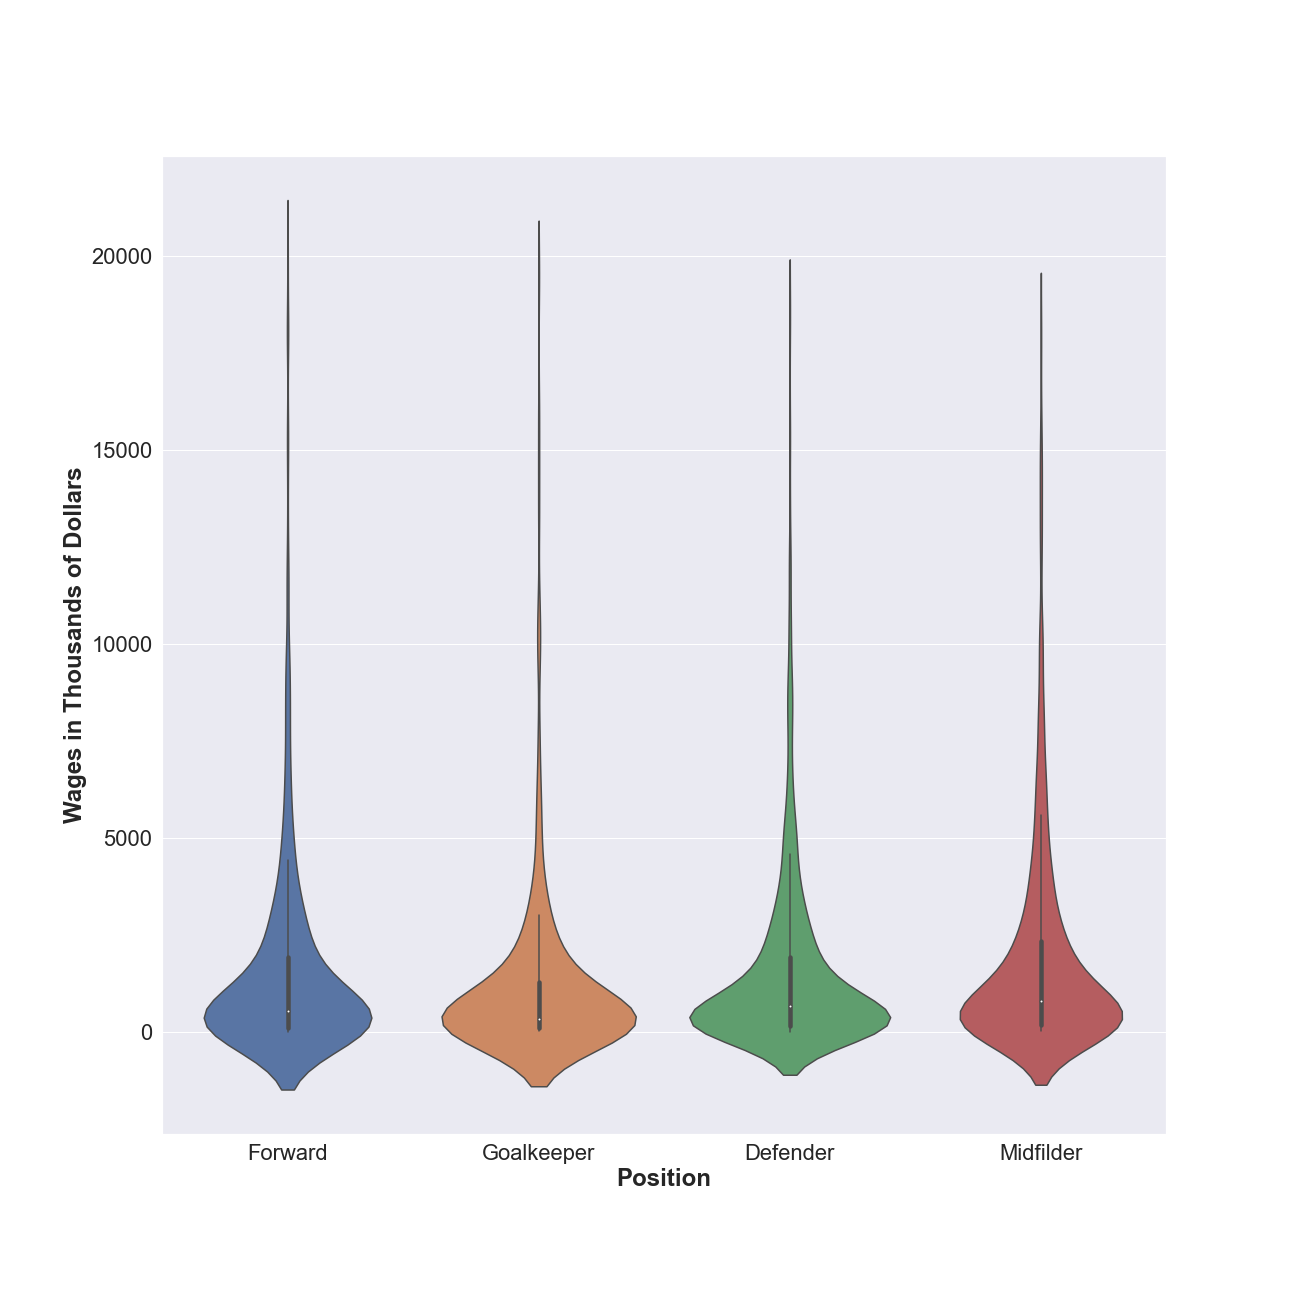 20000
15000
10000
5000
0
Wages in Thousands of Dollars
Forward Goalkeeper Defender Midfilder
Position